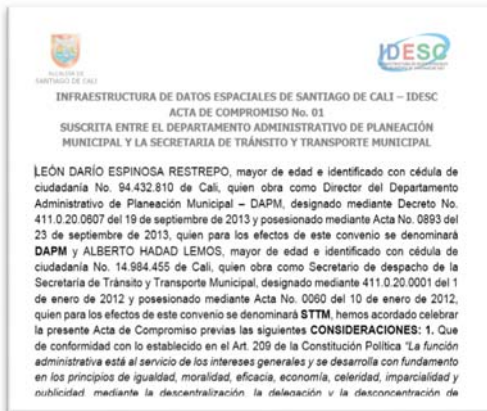 ALCALDÍA DE
SANTIAGO DE CALI
IDESC
INFRAESTRUCTURA DE DATOS ESPACIALES DE SANTIAGO DE CALI – IDESC
ACTA DE COMPROMISO No. 01
SUSCRITA ENTRE EL DEPARTAMENTO ADMINISTRATIVO DE PLANEACIÓN
MUNICIPAL Y LA SECRETARIA DE TRÁNSITO Y TRANSPORTE MUNICIPAL
LEÓN DARÍO ESPINOSA RESTREPO, mayor de edad e identificado con cédula de
ciudadanía No. 94.432.810 de Cali, quien obra como Director del Departamento
Administrativo de Planeación Municipal – DAPM, designado mediante Decreto No.
411.0.20.0607 del 19 de septiembre de 2013 y posesionado mediante Acta No. 0893 del
23 de septiembre de 2013, quien para los efectos de este convenio se denominará
DAPM y ALBERTO HADAD LEMOS, mayor de edad e identificado con cédula de
ciudadanía No. 14.984.455 de Cali, quien obra como Secretario de despacho de la
Secretaría de Tránsito y Transporte Municipal, designado mediante 411.0.20.0001 del 1
de enero de 2012 y posesionado mediante Acta No. 0060 del 10 de enero de 2012,
quien para los efectos de este convenio se denominará STTM, hemos acordado celebrar
la presente Acta de Compromiso previas las siguientes CONSIDERACIONES: 1. Que
de conformidad con lo establecido en el Art. 209 de la Constitución Política “La función
administrativa está al servicio de los intereses generales y se desarrolla con fundamento
en los principios de igualdad, moralidad, eficacia, economía, celeridad, imparcialidad y
publicidad, mediante la descentralización, la delegación y la desconcentración de